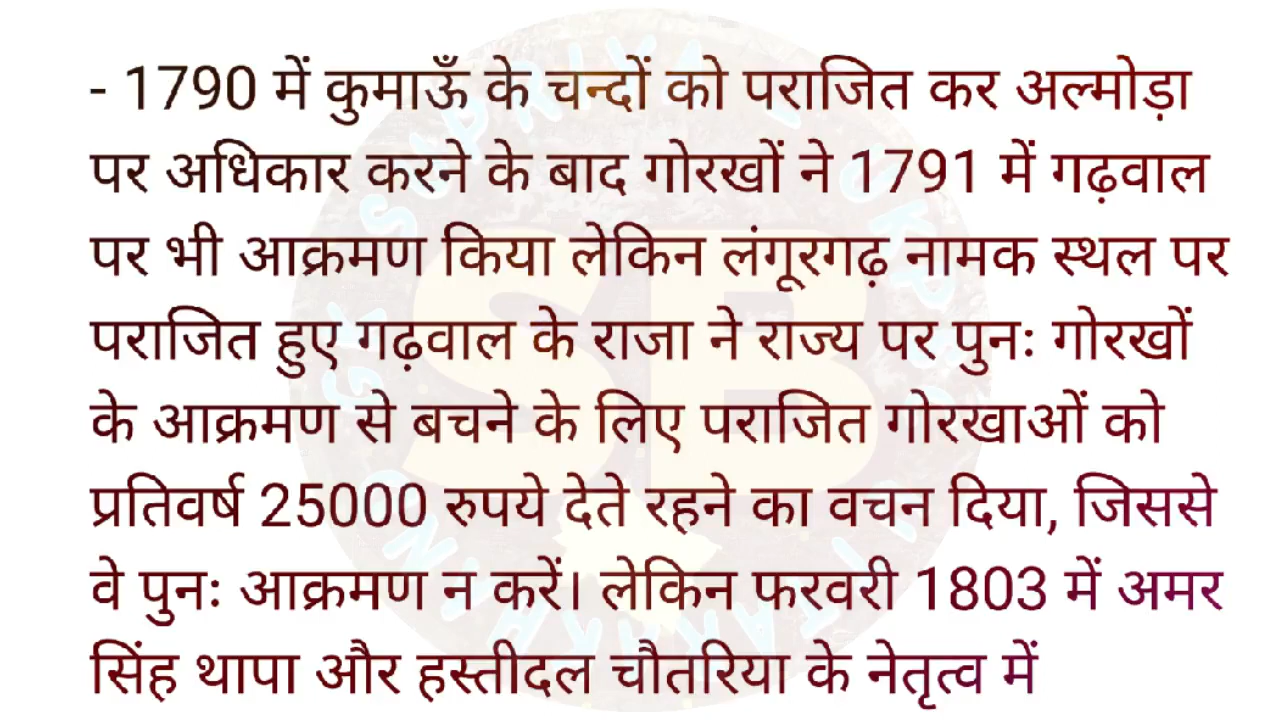 - 1790 में कुमाऊँ के चन्दों को पराजित कर अल्मोड़ा
पर अधिकार करने के बाद गोरखों ने 1791 में गढ़वाल
पर भी आक्रमण किया लेकिन लंगूरगढ़ नामक स्थल पर
पराजित हुए गढ़वाल के राजा ने राज्य पर पुनः गोरखों
के आक्रमण से बचने के लिए पराजित गोरखाओं को
प्रतिवर्ष 25000 रुपये देते रहने का वचन दिया, जिससे
वे पुनः आक्रमण न करें। लेकिन फरवरी 1803 में अमर
सिंह थापा और हस्तीदल चौतरिया के नेतृत्व में
SB